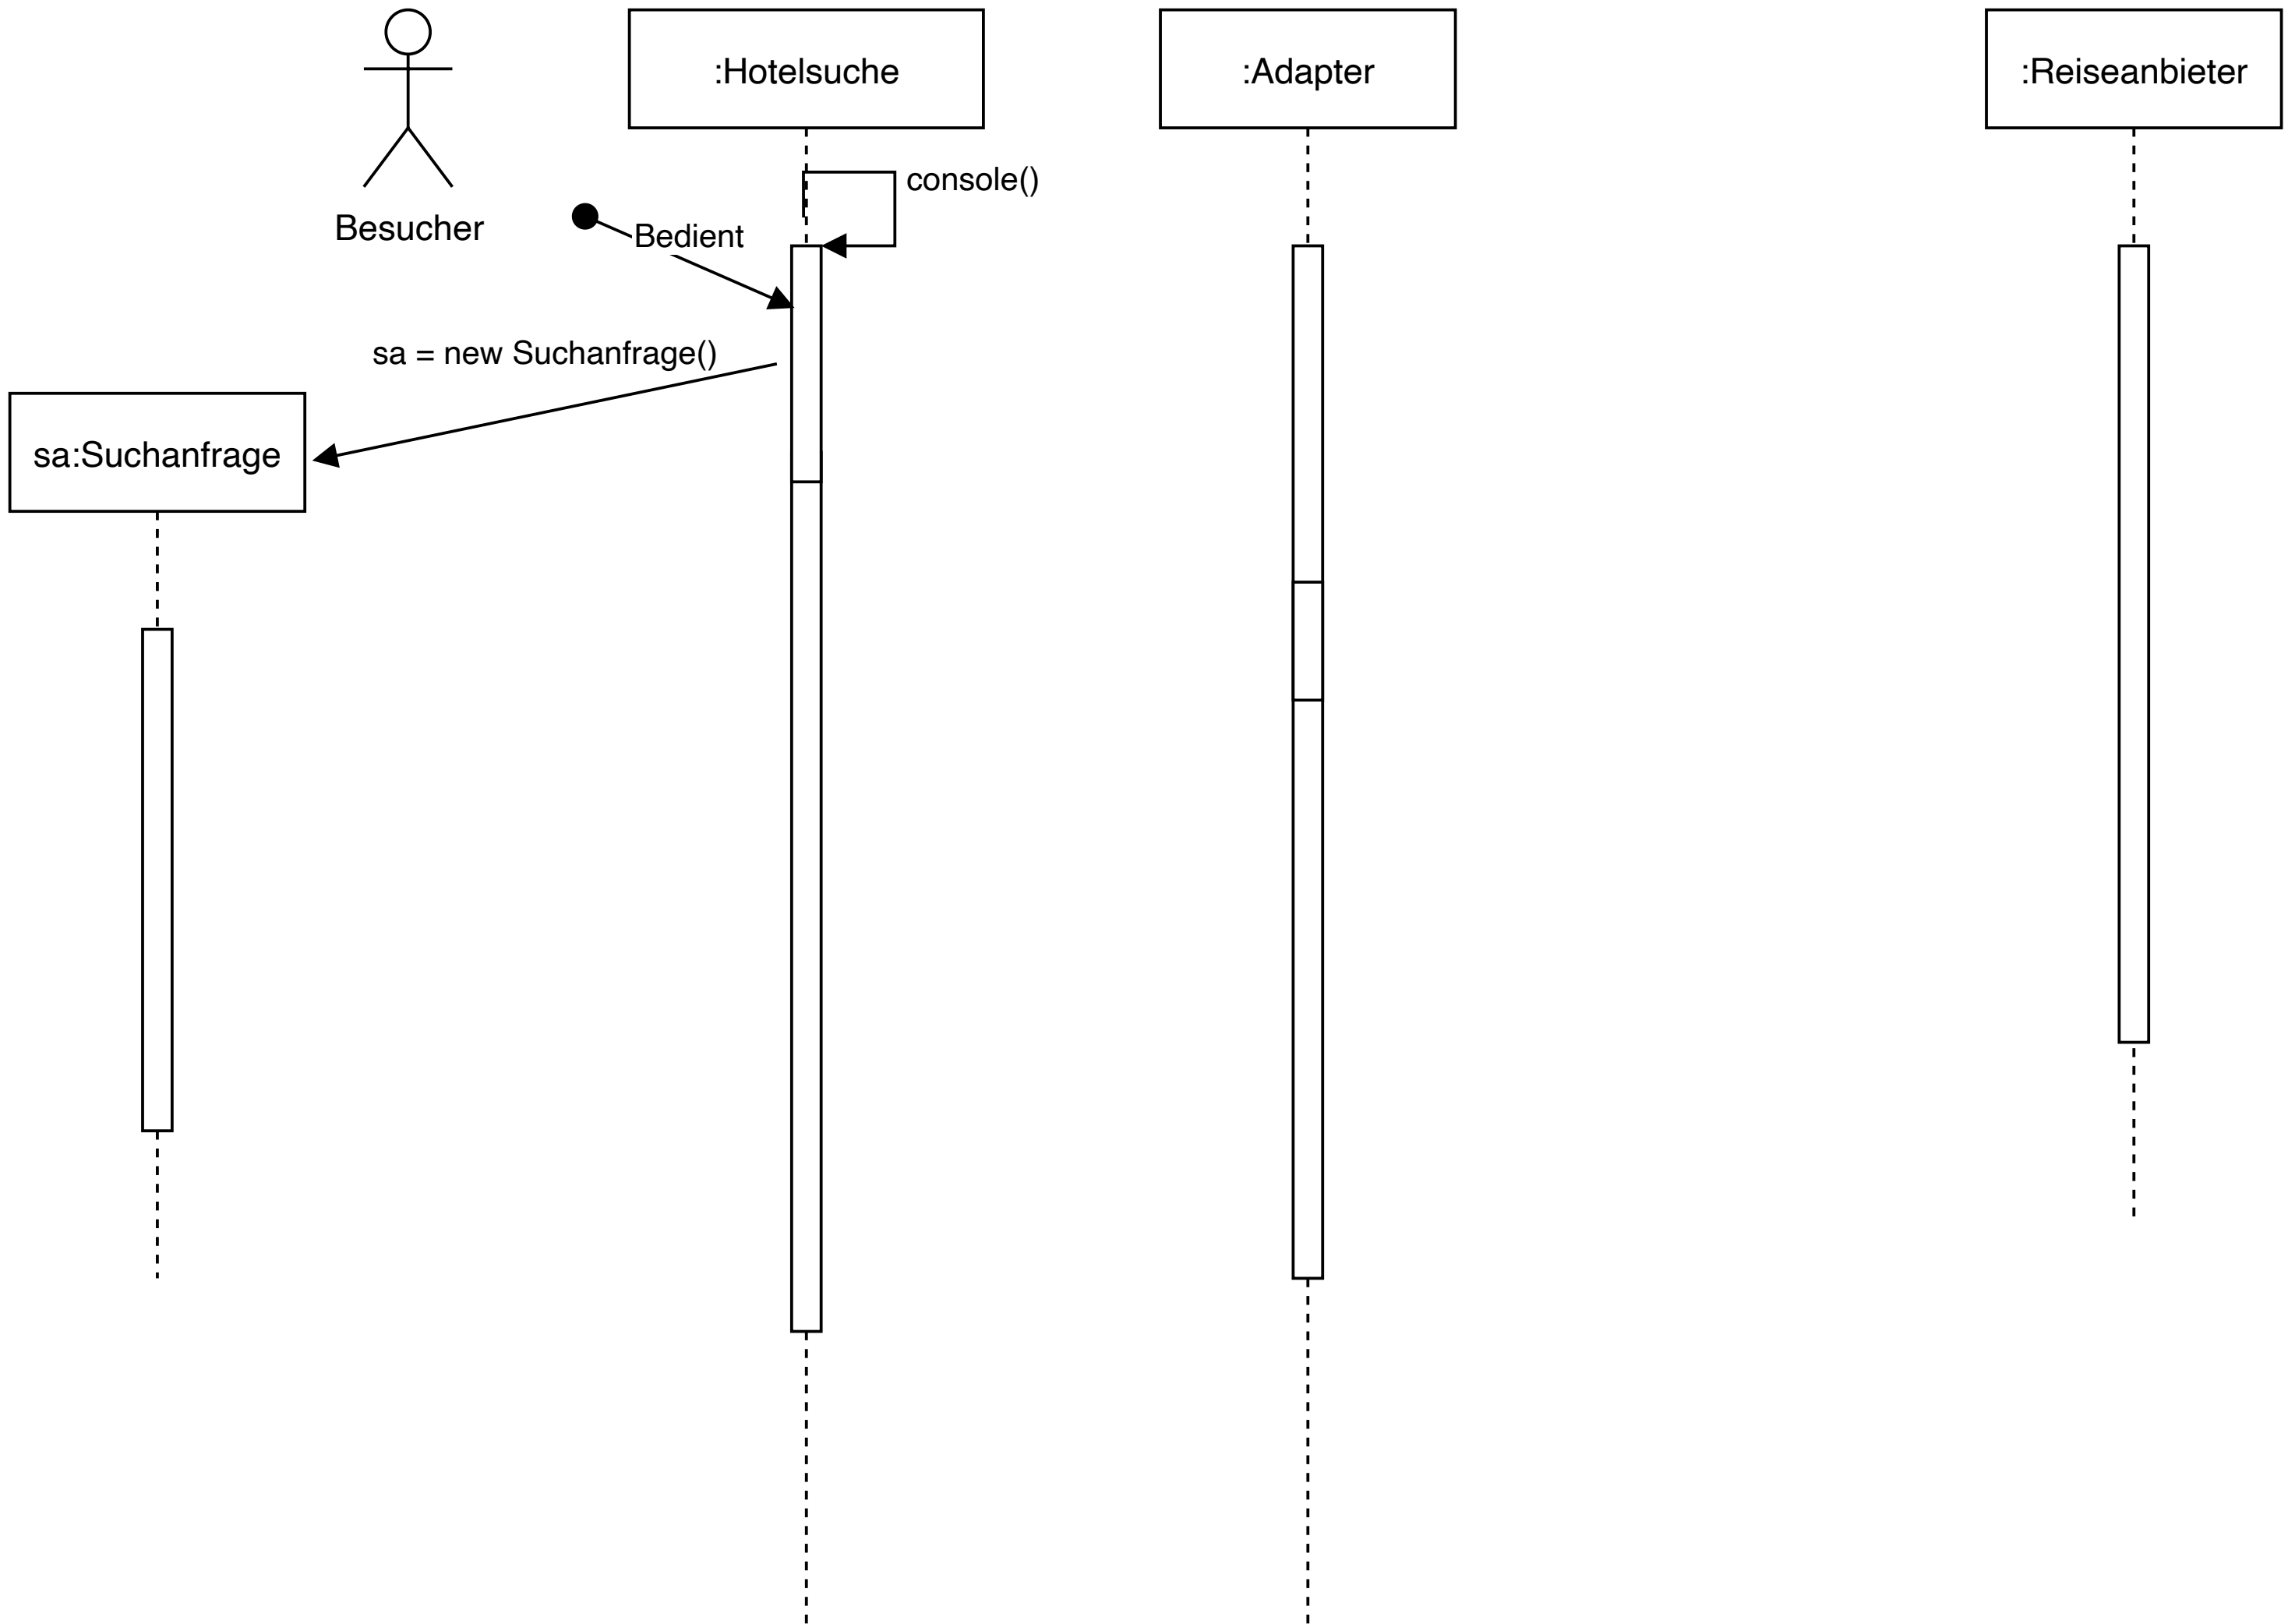 :Hotelsuche
:Adapter
:Reiseanbieter
console()
Besucher
Bedient
sa = new Suchanfrage()
sa:Suchanfrage